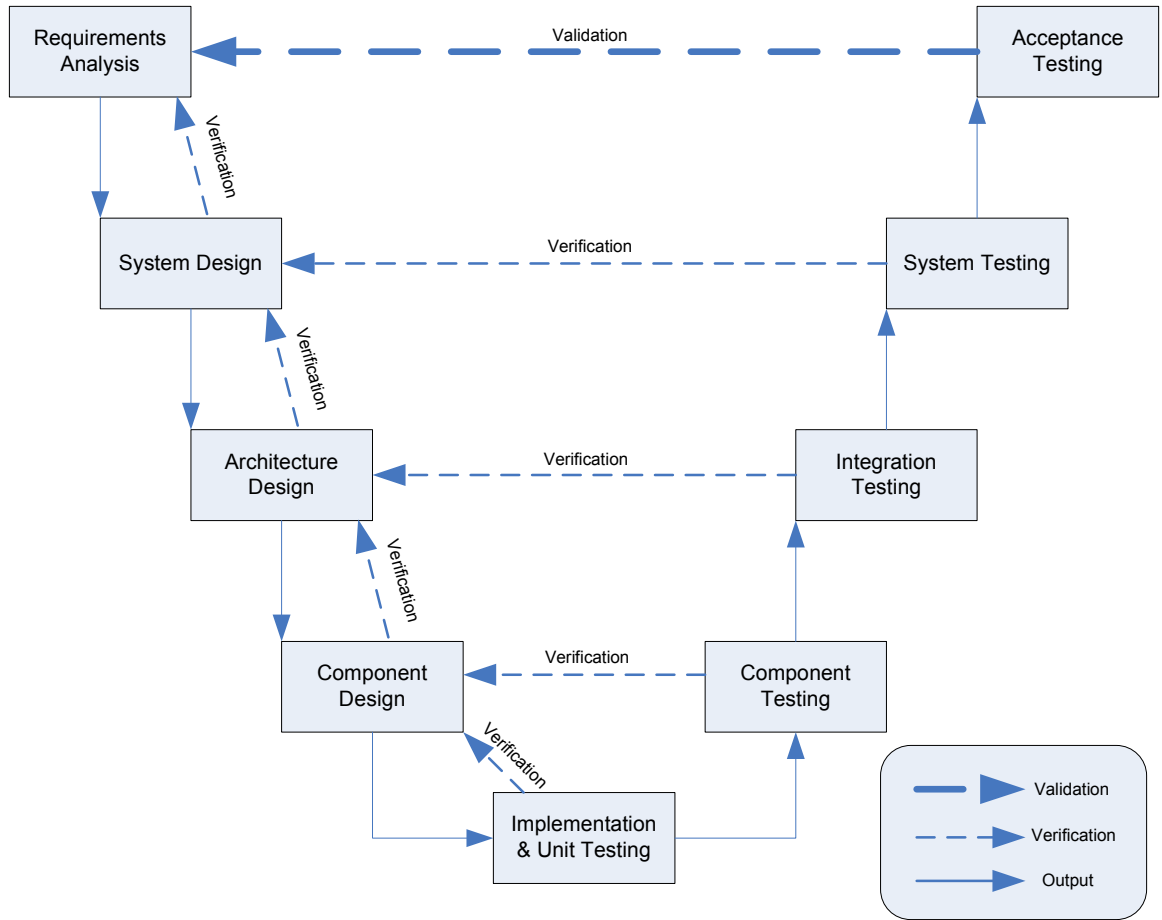 Requirements
Analysis
Validation
Acceptance
Testing
Verification
System Design
Verification
System Testing
Verification
Architecture
Design
Verification
Integration
Testing
Verification
Component
Design
Verification
Component
Testing
Verification
Implementation
& Unit Testing
Validation
Verification
Output